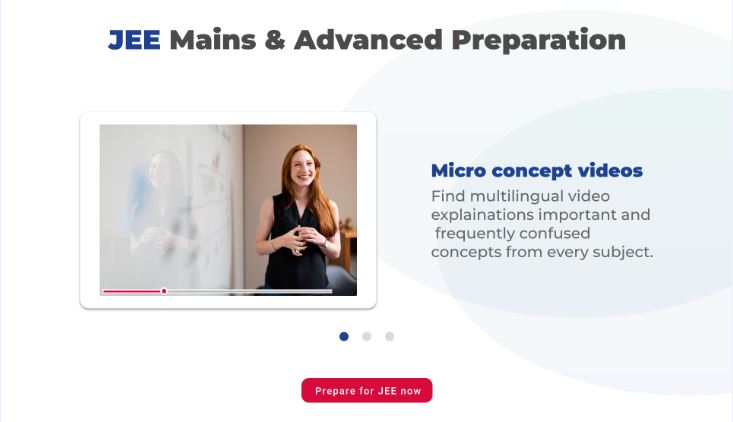 JEE Mains & Advanced Preparation
Micro concept videos
Find multilingual video
explainations important and
frequently confused
concepts from every subject.
Prepare for JEE now